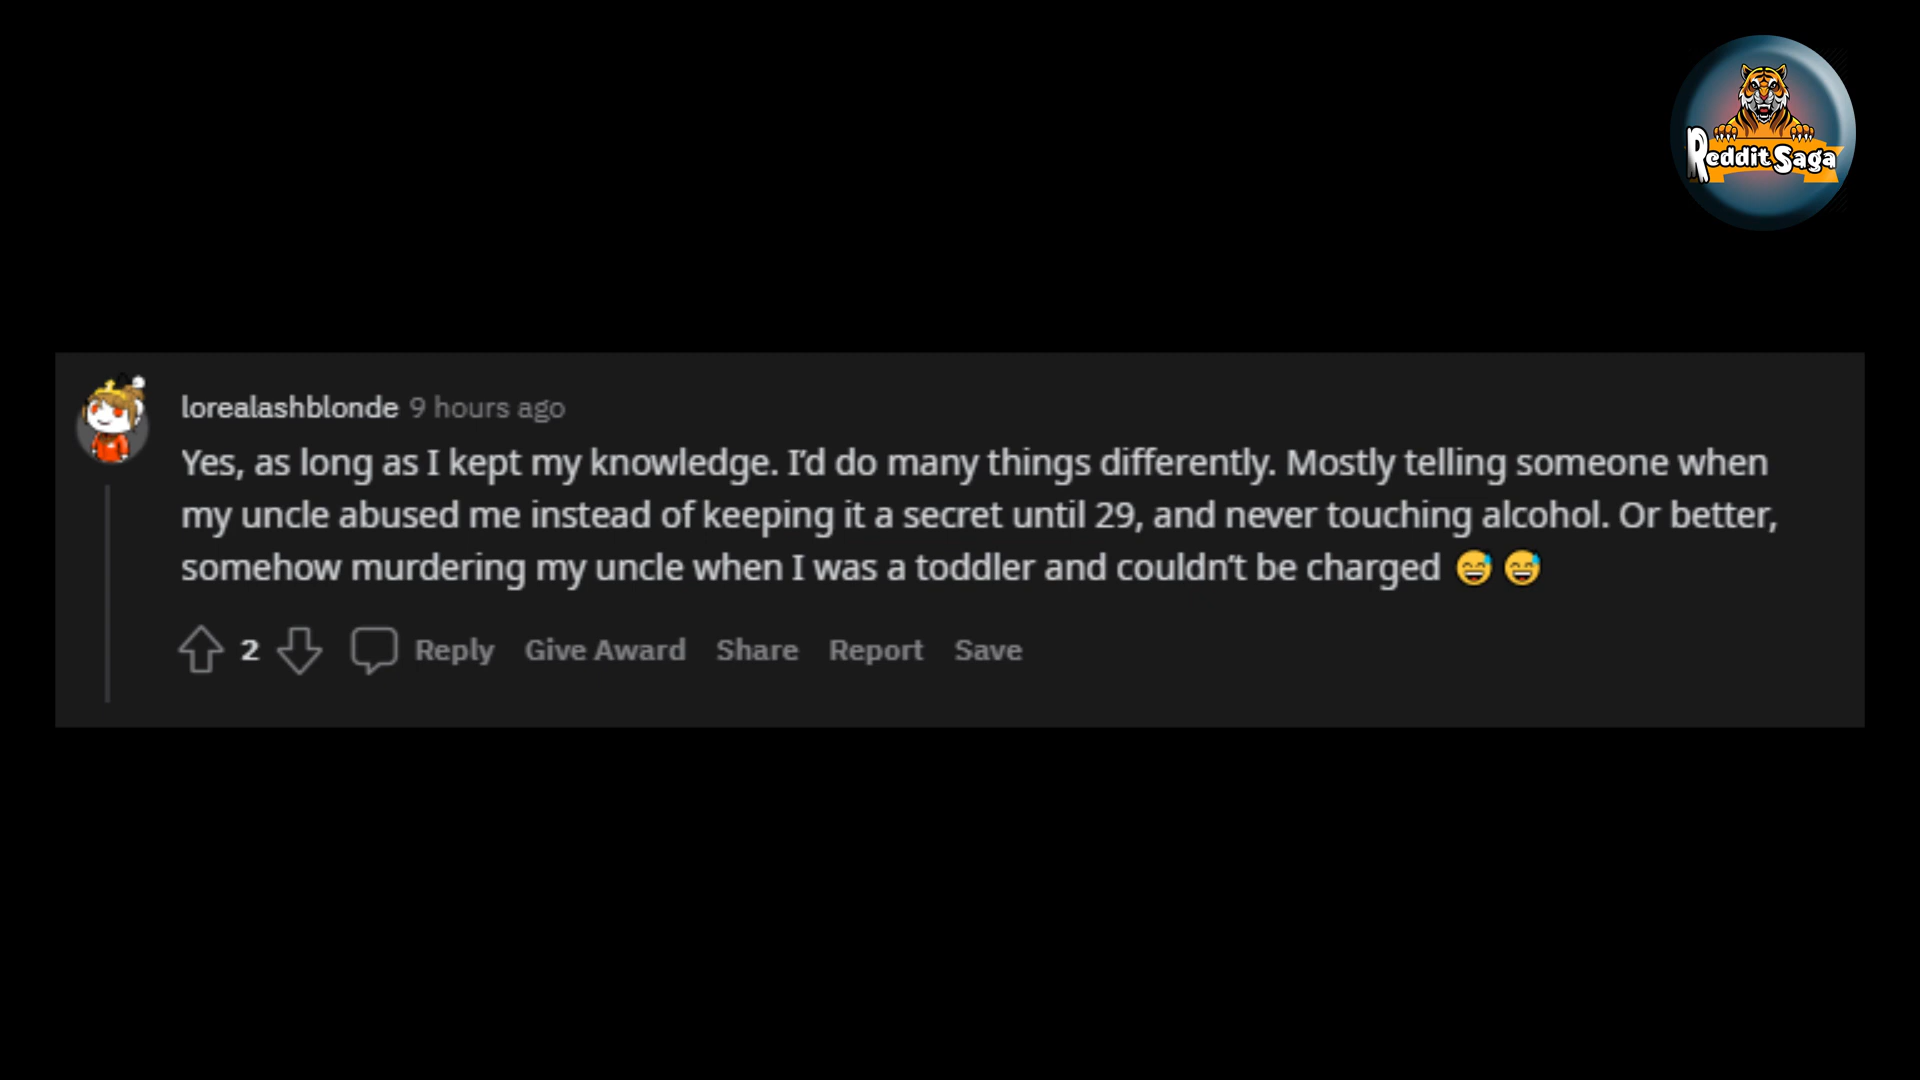 Reddit Saga
lorealashblonde 9 hours ago
Yes, as long as I kept my knowledge. I'd do many things differently. Mostly telling someone when
my uncle abused me instead of keeping it a secret until 29, and never touching alcohol. Or better,
somehow murdering my uncle when I was a toddler and couldn't be charged 😅😅
2 Reply Give Award Share Report Save